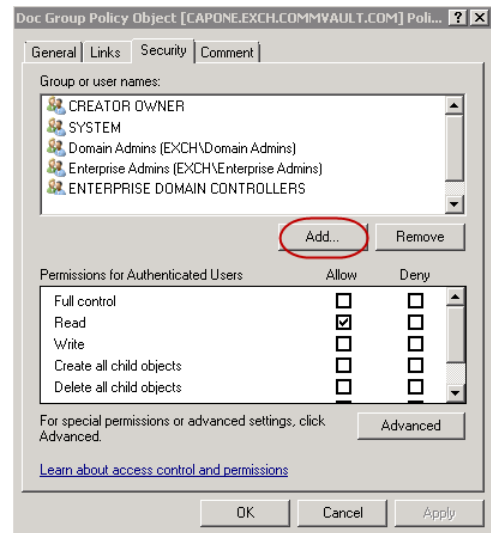 Doc Group Policy Object [CAPONE.EXCH.COMMVAULT.COM] Poli...
General Links Security Comment
Group or user names:
CREATOR OWNER
SYSTEM
Domain Admins (EXCH\Domain Admins)
Enterprise Admins (EXCH\Enterprise Admins)
ENTERPRISE DOMAIN CONTROLLERS
Add... Remove
Permissions for Authenticated Users Allow Deny
Full control
Read
Write
Create all child objects
Delete all child objects
For special permissions or advanced settings, click
Advanced.
Advanced
Learn about access control and permissions
OK Cancel Apply